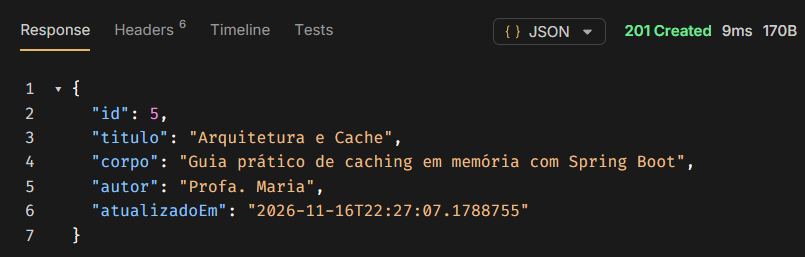 Response Headers 6 Timeline Tests { } JSON 201 Created 9ms 170B
1 {
2 "id": 5,
3 "titulo": "Arquitetura e Cache",
4 "corpo": "Guia prático de caching em memória com Spring Boot",
5 "autor": "Profa. Maria",
6 "atualizadoEm": "2026-11-16T22:27:07.1788755"
7 }